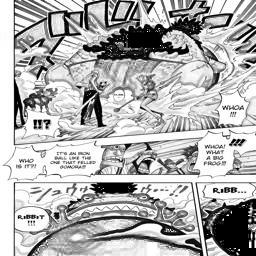 WHOA
!!!
!!?
WHO
IS IT?!
IT'S AN IRON
BALL LIKE THE
ONE THAT FELLED
GOMORRA!!!
WHOA!
WHAT
A BIG
FROG!!!
RIBBIT
!!!
RIBB...